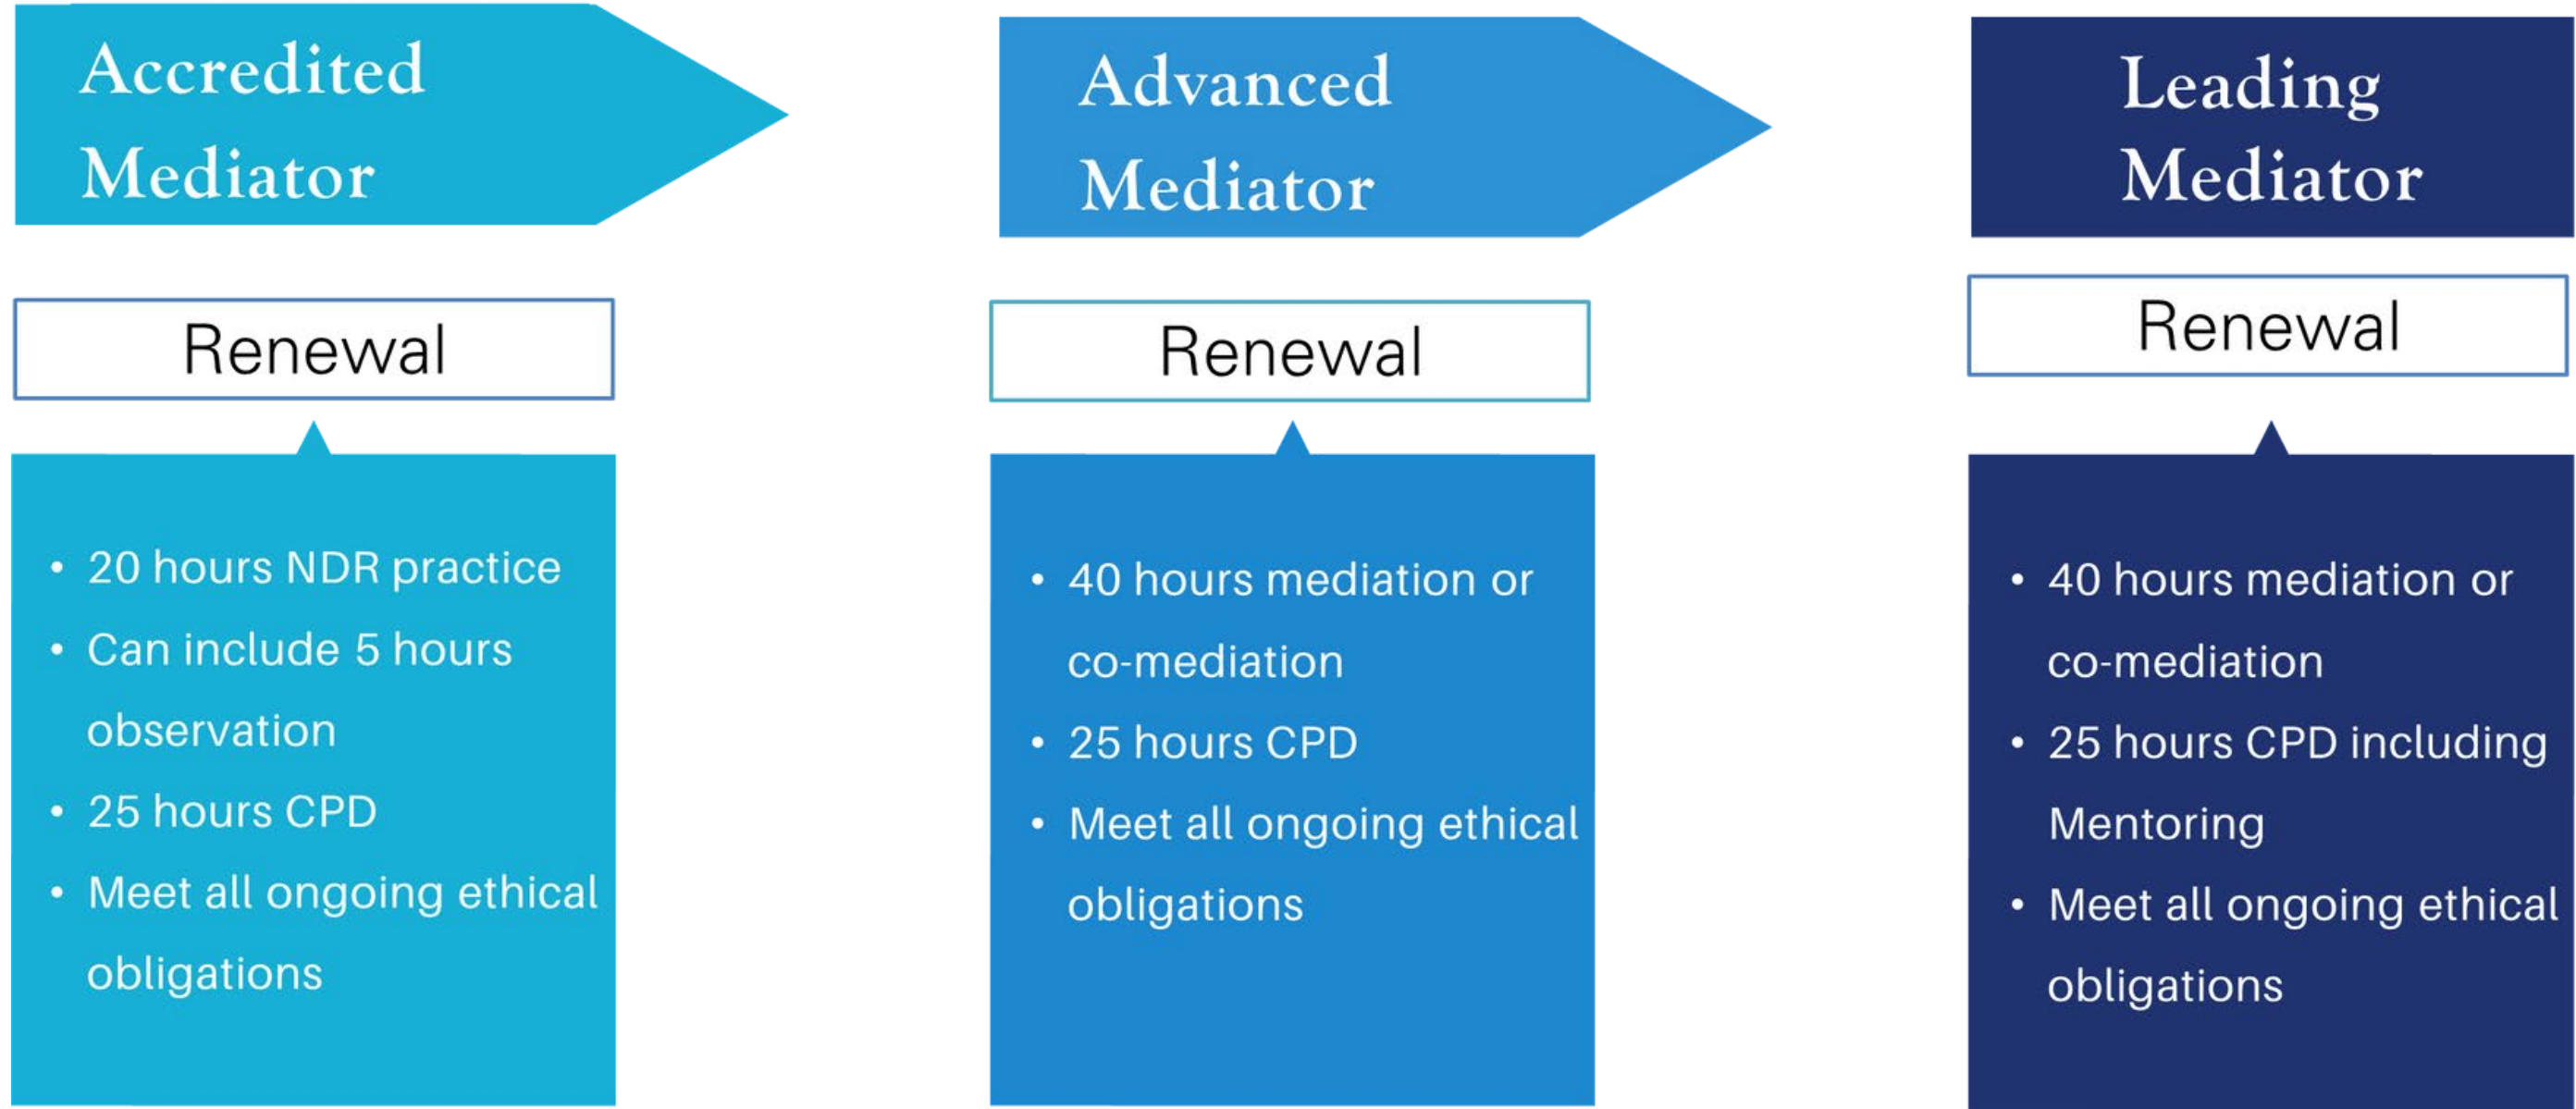 Accredited
Mediator
Renewal
• 20 hours NDR practice
• Can include 5 hours
observation
• 25 hours CPD
• Meet all ongoing ethical
obligations
Advanced
Mediator
Renewal
• 40 hours mediation or
co-mediation
• 25 hours CPD
• Meet all ongoing ethical
obligations
Leading
Mediator
Renewal
• 40 hours mediation or
co-mediation
• 25 hours CPD including
Mentoring
• Meet all ongoing ethical
obligations